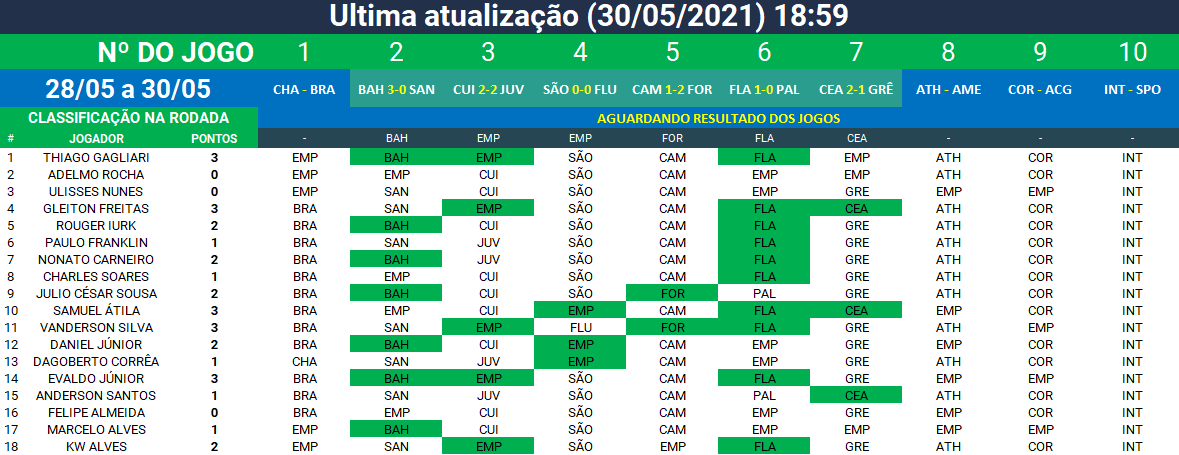 Ultima atualização (30/05/2021) 18:59
Nº DO JOGO 1 2 3 4 5 6 7 8 9 10
28/05 a 30/05 CHA - BRA BAH 3-0 SAN CUI 2-2 JUV SÃO 0-0 FLU CAM 1-2 FOR FLA 1-0 PAL CEA 2-1 GRÊ ATH - AME COR - ACG INT - SPO
CLASSIFICAÇÃO NA RODADA AGUARDANDO RESULTADO DOS JOGOS
# JOGADOR PONTOS - BAH EMP EMP FOR FLA CEA - - -
1 THIAGO GAGLIARI 3 EMP BAH EMP SÃO CAM FLA EMP ATH COR INT
2 ADELMO ROCHA 0 EMP EMP CUI SÃO CAM EMP EMP ATH COR INT
3 ULISSES NUNES 0 EMP SAN CUI SÃO CAM EMP GRE EMP EMP INT
4 GLEITON FREITAS 3 BRA SAN EMP SÃO CAM FLA CEA ATH COR INT
5 ROUGER IURK 2 BRA BAH CUI SÃO CAM FLA GRE ATH COR INT
6 PAULO FRANKLIN 1 BRA SAN JUV SÃO CAM FLA GRE ATH COR INT
7 NONATO CARNEIRO 2 BRA BAH JUV SÃO CAM FLA GRE ATH COR INT
8 CHARLES SOARES 1 BRA EMP CUI SÃO CAM FLA GRE ATH COR INT
9 JULIO CÉSAR SOUSA 2 BRA BAH CUI SÃO FOR PAL GRE ATH COR INT
10 SAMUEL ÁTILA 3 BRA EMP CUI EMP CAM FLA CEA EMP COR INT
11 VANDERSON SILVA 3 BRA SAN EMP FLU FOR FLA GRE ATH EMP INT
12 DANIEL JÚNIOR 2 BRA BAH CUI EMP CAM EMP GRE EMP COR INT
13 DAGOBERTO CORRÊA 1 CHA SAN JUV EMP CAM EMP GRE ATH COR INT
14 EVALDO JÚNIOR 3 BRA BAH EMP SÃO CAM FLA GRE EMP EMP INT
15 ANDERSON SANTOS 1 BRA SAN JUV SÃO CAM PAL CEA ATH COR INT
16 FELIPE ALMEIDA 0 BRA EMP CUI SÃO CAM EMP GRE EMP COR INT
17 MARCELO ALVES 1 EMP BAH CUI SÃO CAM EMP GRE EMP COR INT
18 KW ALVES 2 EMP SAN EMP SÃO EMP FLA GRE ATH COR INT